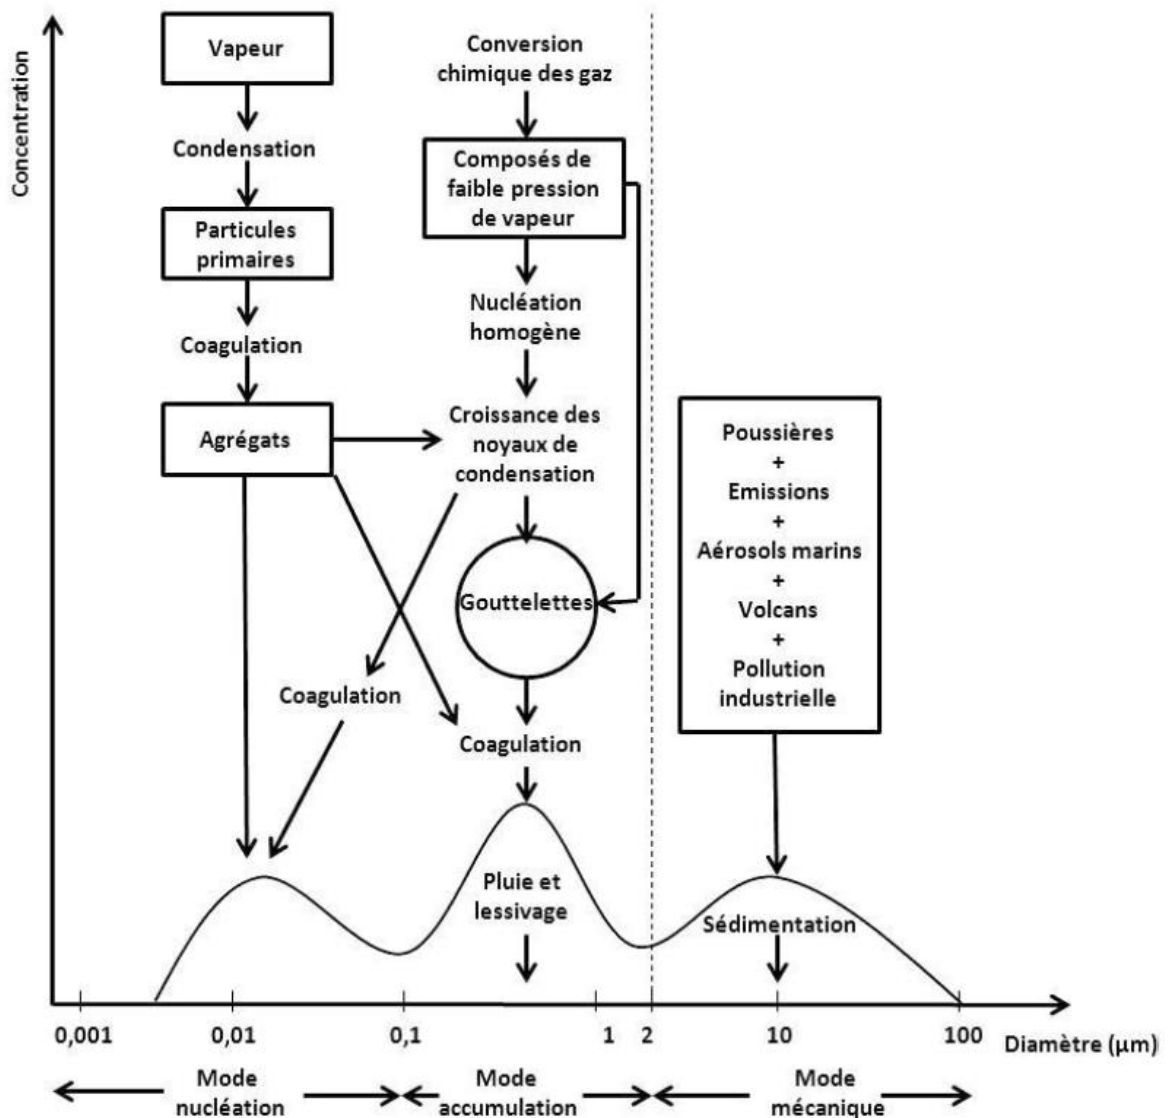 Concentration
Vapeur
Condensation
Particules
primaires
Coagulation
Agrégats
Conversion
chimique des gaz
Composés de
faible pression
de vapeur
Nucléation
homogène
Croissance des
noyaux de
condensation
Gouttelettes
Coagulation
Coagulation
Poussières
+
Emissions
+
Aérosols marins
+
Volcans
+
Pollution
industrielle
Pluie et
lessivage
Sédimentation
0,001 0,01 0,1 1 2 10 100 Diamètre (µm)
Mode
nucléation
Mode
accumulation
Mode
mécanique